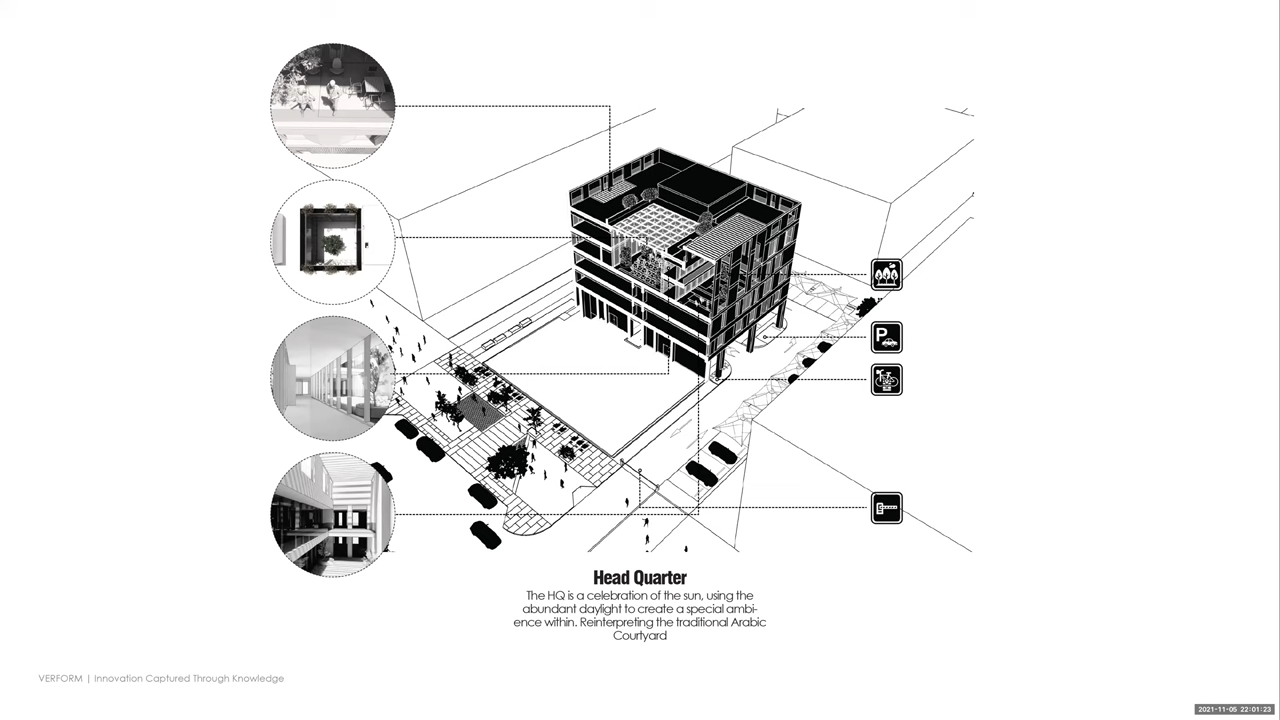 P
Head Quarter
The HQ is a celebration of the sun, using the
abundant daylight to create a special ambi-
ence within. Reinterpreting the traditional Arabic
Courtyard
VERFORM | Innovation Captured Through Knowledge
2021-11-05 22:01:23